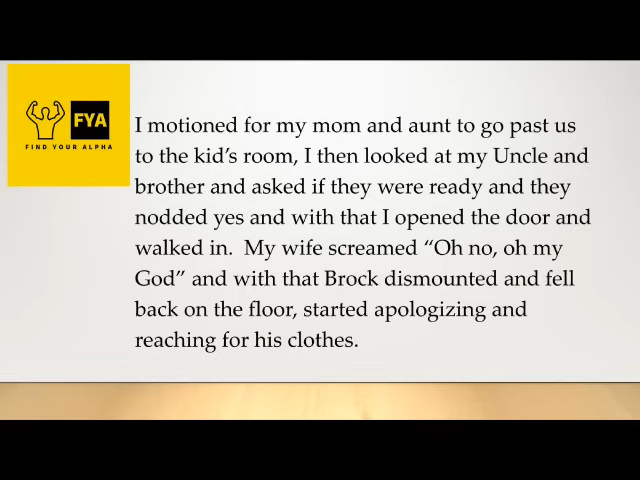 FYA
FIND YOUR ALPHA
I motioned for my mom and aunt to go past us
to the kid’s room, I then looked at my Uncle and
brother and asked if they were ready and they
nodded yes and with that I opened the door and
walked in.  My wife screamed “Oh no, oh my
God” and with that Brock dismounted and fell
back on the floor, started apologizing and
reaching for his clothes.